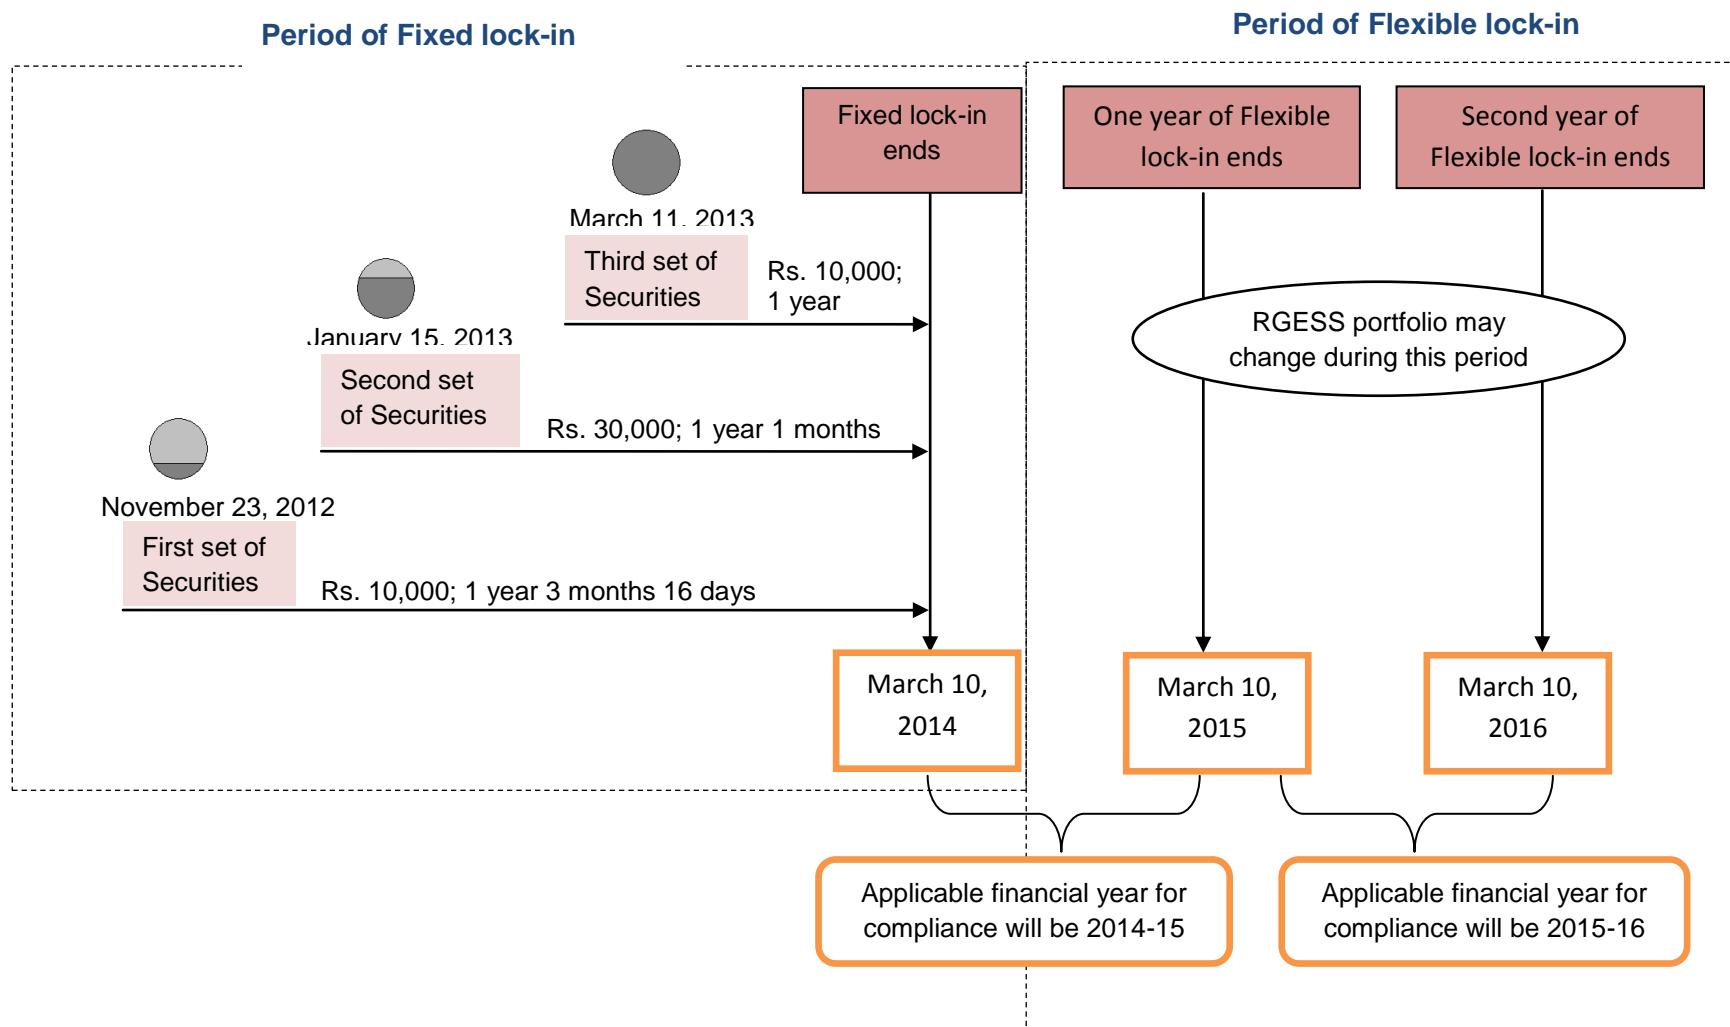 Period of Fixed lock-in
Period of Flexible lock-in
Fixed lock-in
ends
One year of Flexible
lock-in ends
Second year of
Flexible lock-in ends
March 11, 2013
Third set of
Securities
Rs. 10,000;
1 year
January 15, 2013
Second set
of Securities
Rs. 30,000; 1 year 1 months
November 23, 2012
First set of
Securities
Rs. 10,000; 1 year 3 months 16 days
RGESS portfolio may
change during this period
March 10,
2014
March 10,
2015
March 10,
2016
Applicable financial year for
compliance will be 2014-15
Applicable financial year for
compliance will be 2015-16